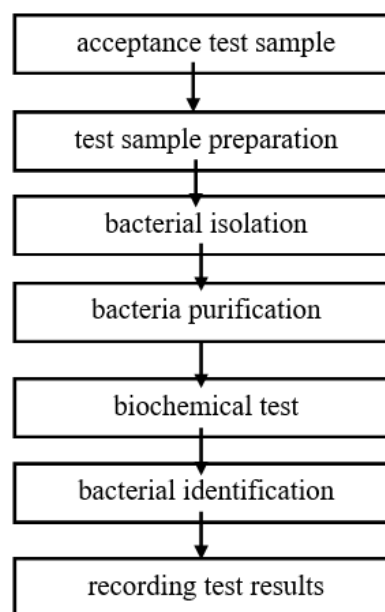 acceptance test sample
test sample preparation
bacterial isolation
bacteria purification
biochemical test
bacterial identification
recording test results